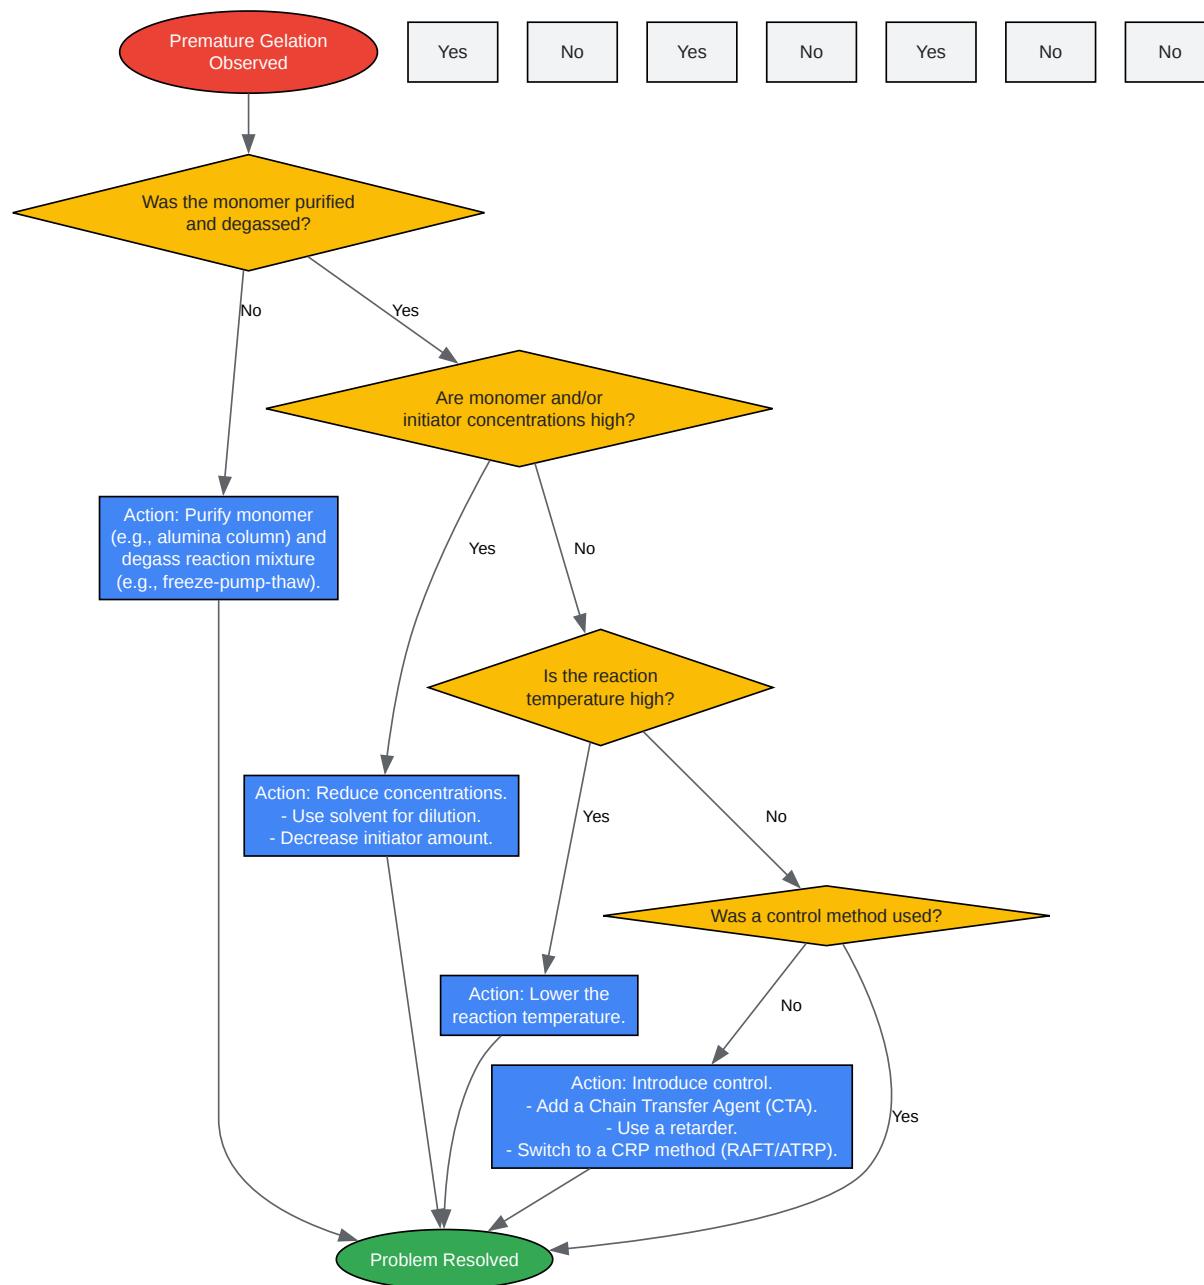 Premature Gelation
Observed
Yes
No
Yes
No
Yes
No
No
Was the monomer purified
and degassed?
No
Yes
Are monomer and/or
initiator concentrations high?
Action: Purify monomer
(e.g., alumina column) and
degass reaction mixture
(e.g., freeze-pump-thaw).
Yes
No
Is the reaction
temperature high?
Action: Reduce concentrations.
- Use solvent for dilution.
- Decrease initiator amount.
Yes
No
Was a control method used?
Action: Lower the
reaction temperature.
No
Action: Introduce control.
- Add a Chain Transfer Agent (CTA).
- Use a retarder.
- Switch to a CRP method (RAFT/ATRP).
Yes
Problem Resolved